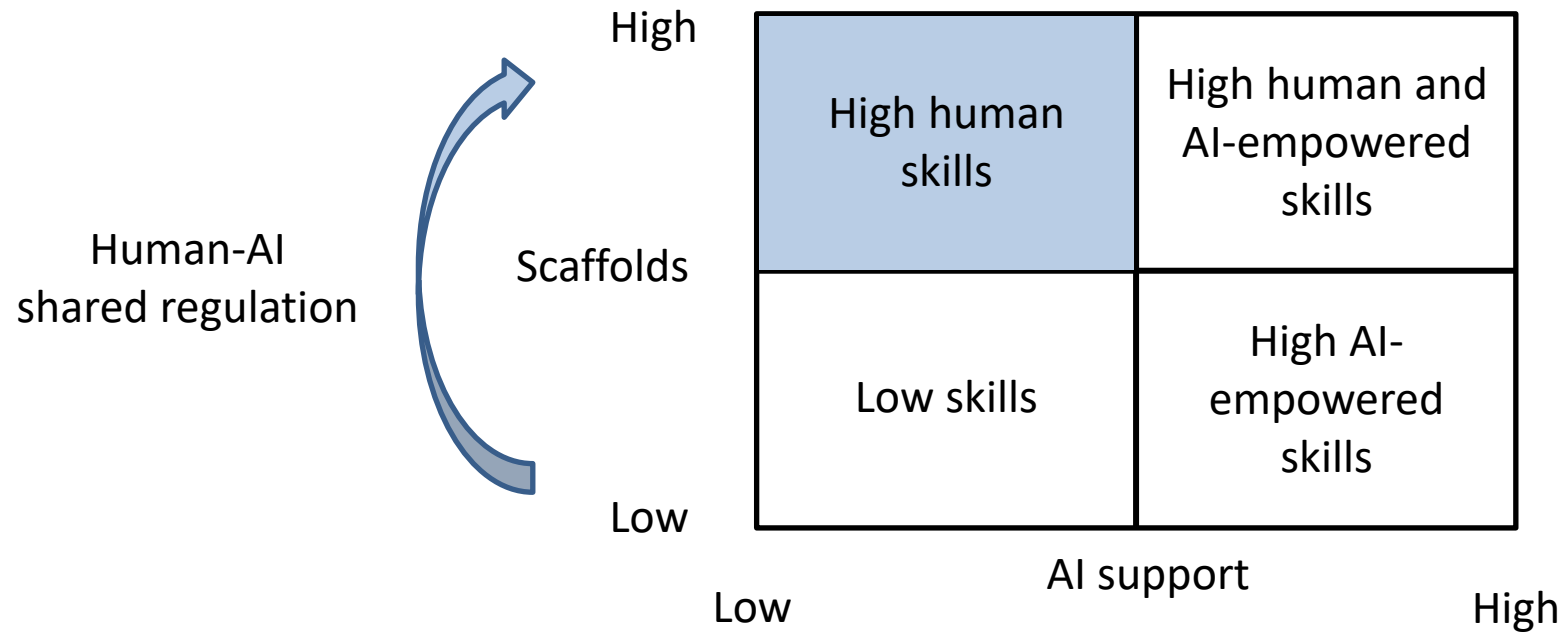 High
High human
skills
High human and
AI-empowered
skills
Human-AI
shared regulation
Scaffolds
Low skills
High AI-
empowered
skills
Low
AI support
Low
High